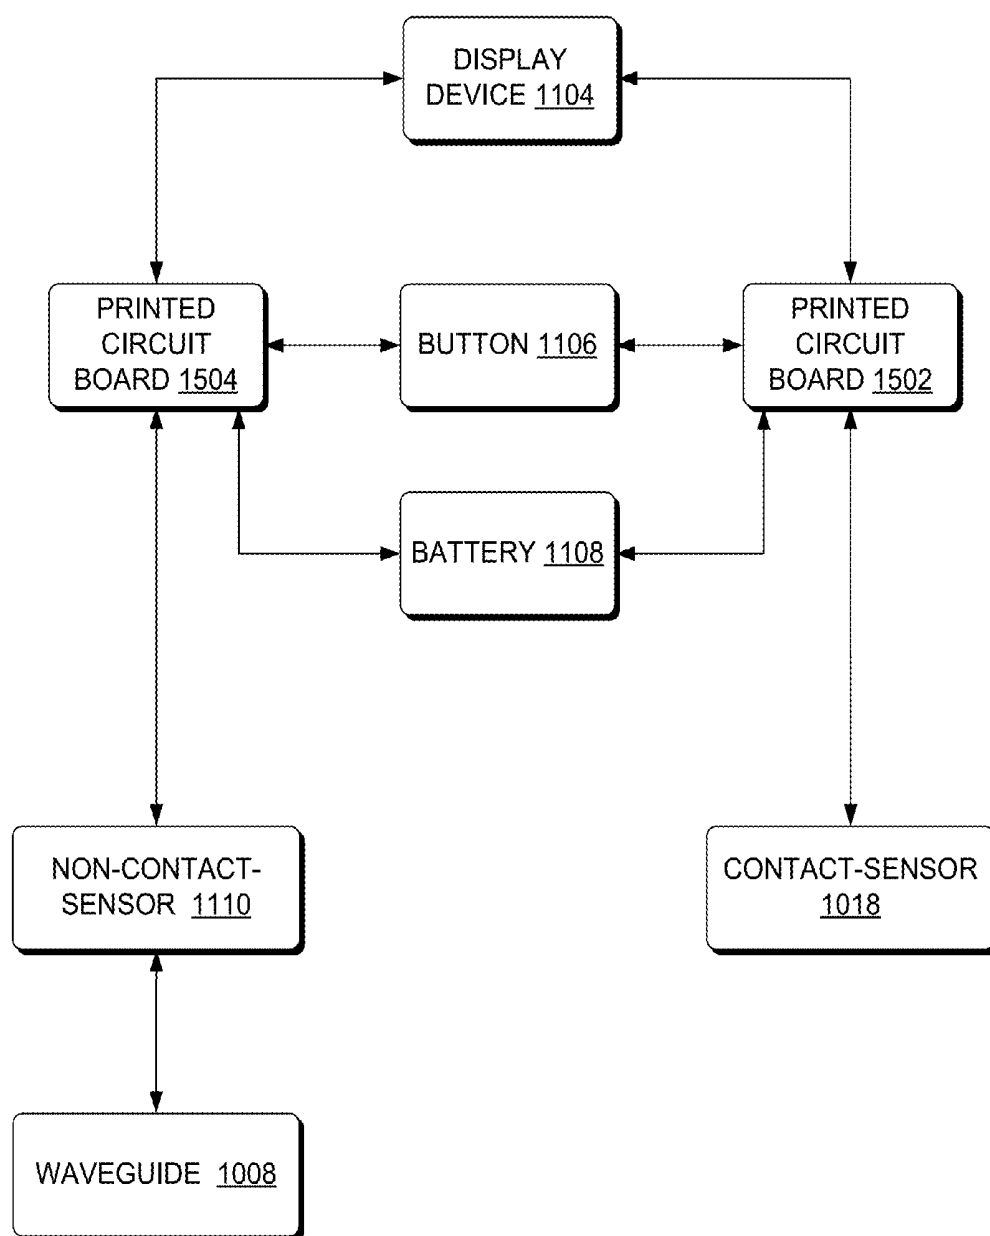 DISPLAY
DEVICE 1104
PRINTED
CIRCUIT
BOARD 1504
BUTTON 1106
PRINTED
CIRCUIT
BOARD 1502
BATTERY 1108
NON-CONTACT-
SENSOR 1110
CONTACT-SENSOR
1018
WAVEGUIDE 1008